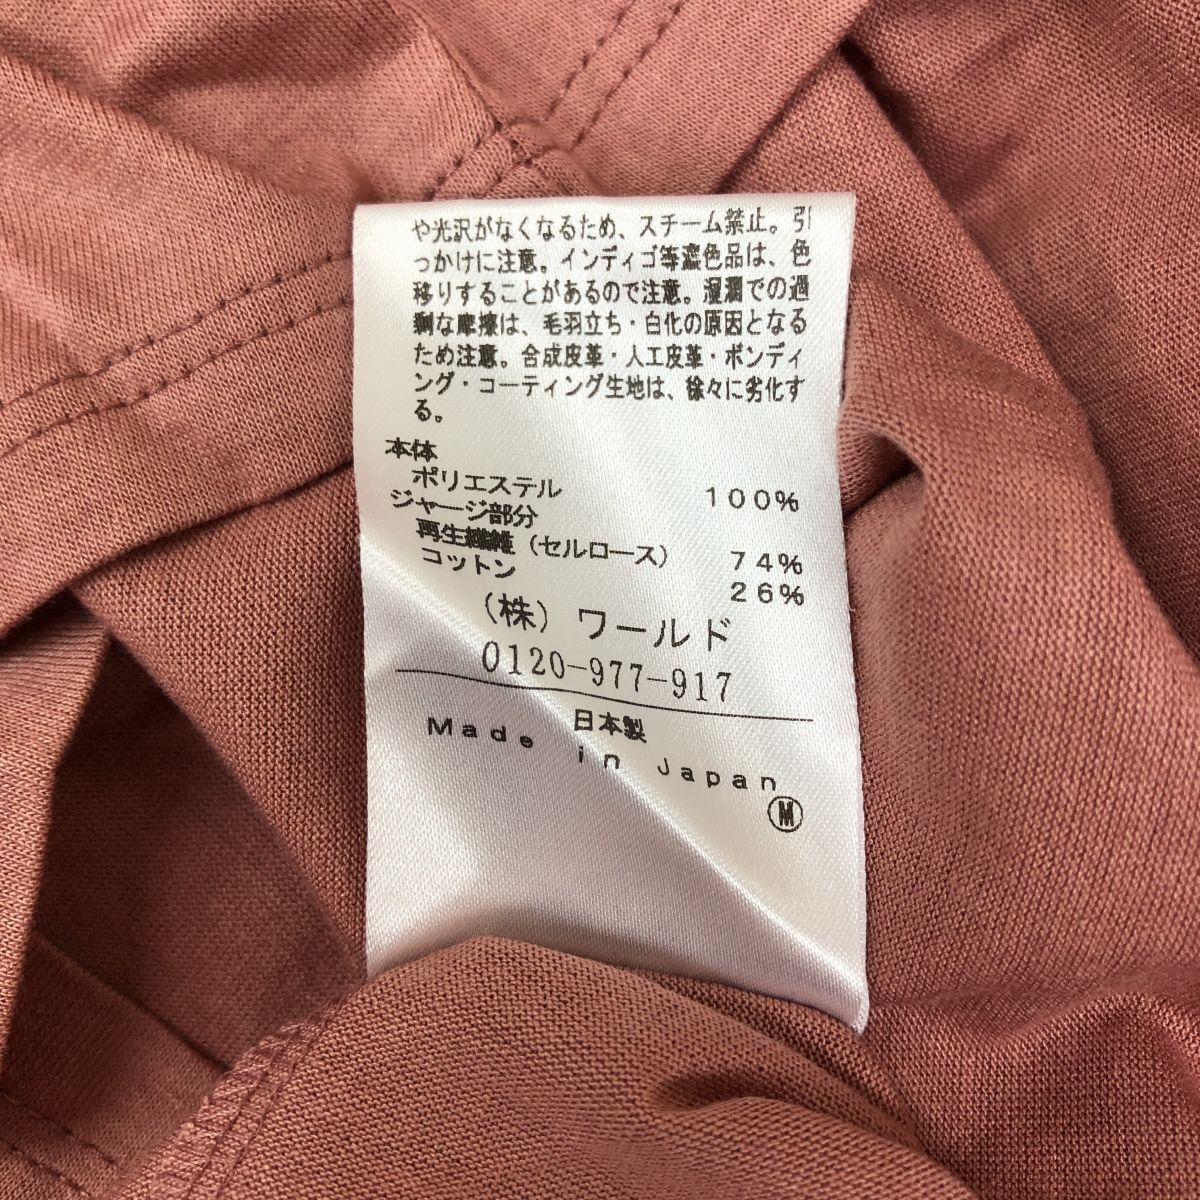 や光沢がなくなるため、スチーム禁止。引
っかけに注意。インディゴ等濃色品は、色
移りすることがあるので注意。湿潤での過
剰な摩擦は、毛羽立ち・白化の原因となる
ため注意。合成皮革・人工皮革・ボンディ
ング・コーティング生地は、徐々に劣化す
る。
本体
ポリエステル 100%
ジャージ部分
再生繊維(セルロース) 74%
コットン 26%
(株)ワールド
0120-977-917
日本製
Made in Japan
Ⓜ